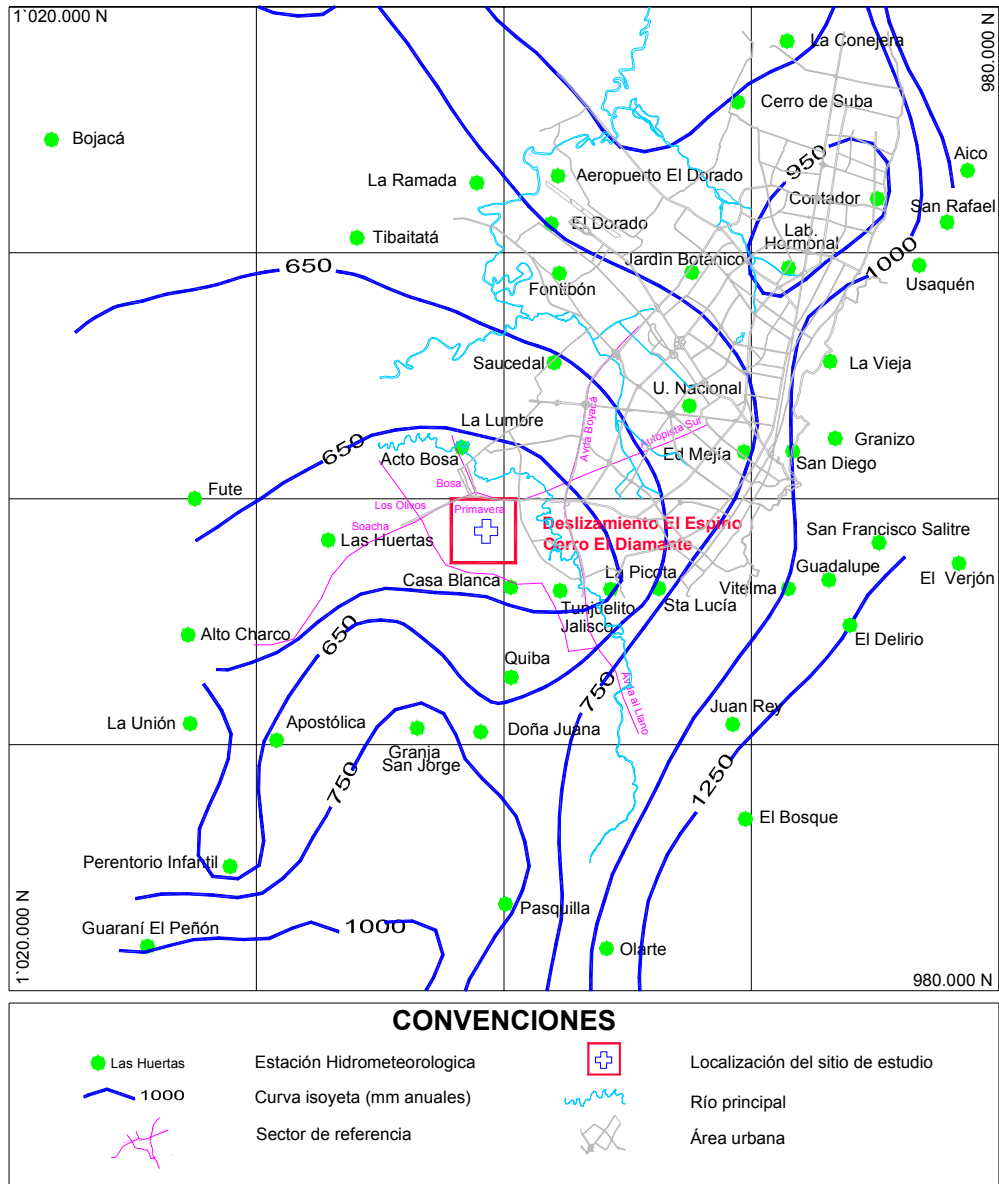 1`020.000 N
980.000 N
La Conejera
Cerro de Suba
Bojacá
950
Aico
La Ramada
Aeropuerto El Dorado
Contador
San Rafael
El Dorado
Lab.
Hormonal
Tibaitatá
1000
650
Jardín Botánico
Fontibón
Usaquén
Saucedal
La Vieja
U. Nacional
Avda Boyacá
La Lumbre
Autopista Sur
650
Acto Bosa
Ed Mejía
Granizo
San Diego
Bosa
Fute
Los Olivos
Primavera
Soacha
Deslizamiento El Espino
Cerro El Diamante
San Francisco Salitre
Las Huertas
La Picota
Guadalupe
El Verjón
Casa Blanca
Vitelma
Tunjuelito
Sta Lucía
Jalisco
Alto Charco
650
El Delirio
Quiba
750
Avda al Llano
La Unión
Apostólica
Juan Rey
Doña Juana
Granja
San Jorge
750
1250
El Bosque
Perentorio Infantil
Pasquilla
Guaraní El Peñón
1000
Olarte
1`020.000 N
980.000 N
CONVENCIONES
Las Huertas
Estación Hidrometeorologica
Localización del sitio de estudio
1000
Curva isoyeta (mm anuales)
Río principal
Sector de referencia
Área urbana